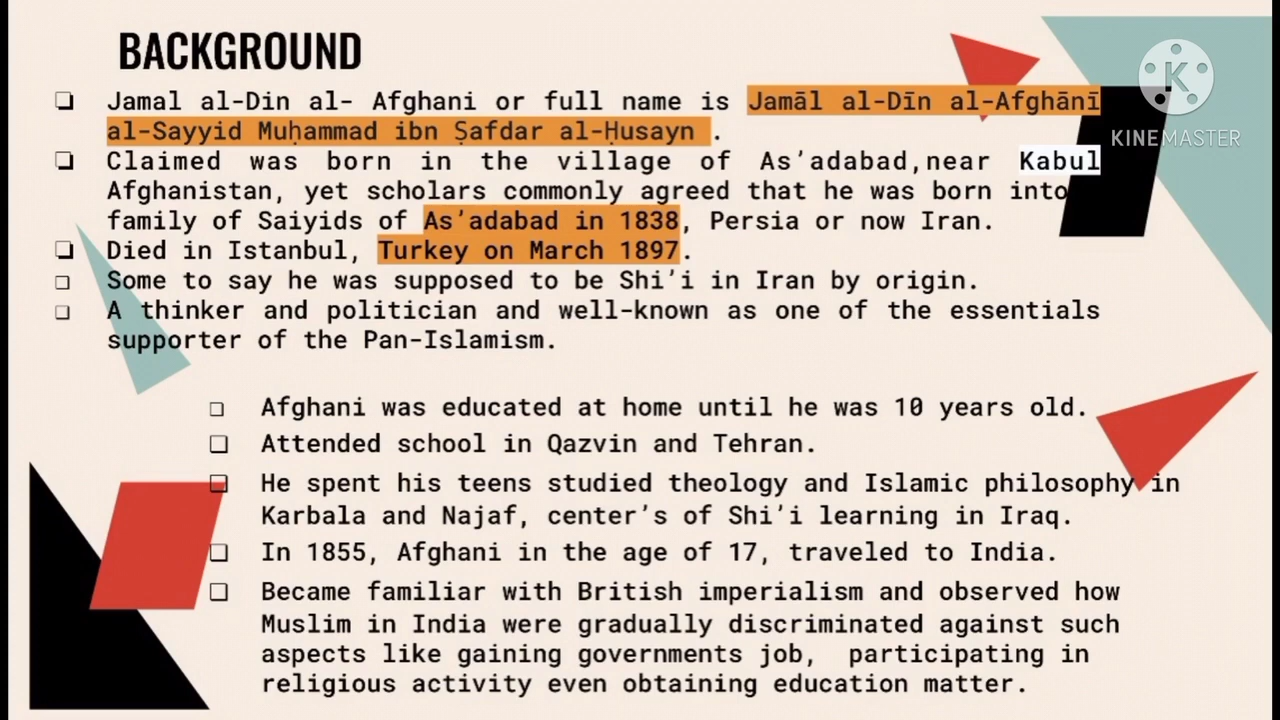 BACKGROUND
❏ Jamal al-Din al- Afghani or full name is Jamāl al-Dīn al-Afghānī
al-Sayyid Muḥammad ibn Ṣafdar al-Ḥusayn .
❏ Claimed was born in the village of As’adabad,near Kabul
Afghanistan, yet scholars commonly agreed that he was born into
family of Saiyids of As’adabad in 1838, Persia or now Iran.
❏ Died in Istanbul, Turkey on March 1897.
❏ Some to say he was supposed to be Shi’i in Iran by origin.
❏ A thinker and politician and well-known as one of the essentials
supporter of the Pan-Islamism.
❏ Afghani was educated at home until he was 10 years old.
❏ Attended school in Qazvin and Tehran.
❏ He spent his teens studied theology and Islamic philosophy in
Karbala and Najaf, center’s of Shi’i learning in Iraq.
❏ In 1855, Afghani in the age of 17, traveled to India.
❏ Became familiar with British imperialism and observed how
Muslim in India were gradually discriminated against such
aspects like gaining governments job,  participating in
religious activity even obtaining education matter.
K
KINEMASTER